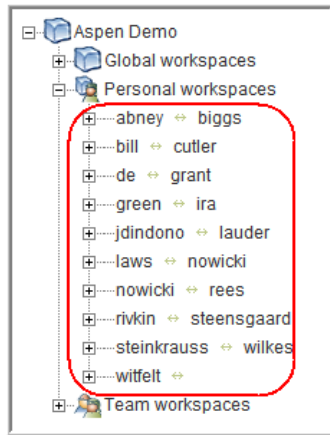 Aspen Demo
Global workspaces
Personal workspaces
abney ↔ biggs
bill ↔ cutler
de ↔ grant
green ↔ ira
jdindono ↔ lauder
laws ↔ nowicki
nowicki ↔ rees
rivkin ↔ steensgaard
steinkrauss ↔ wilkes
witfelt ↔
Team workspaces